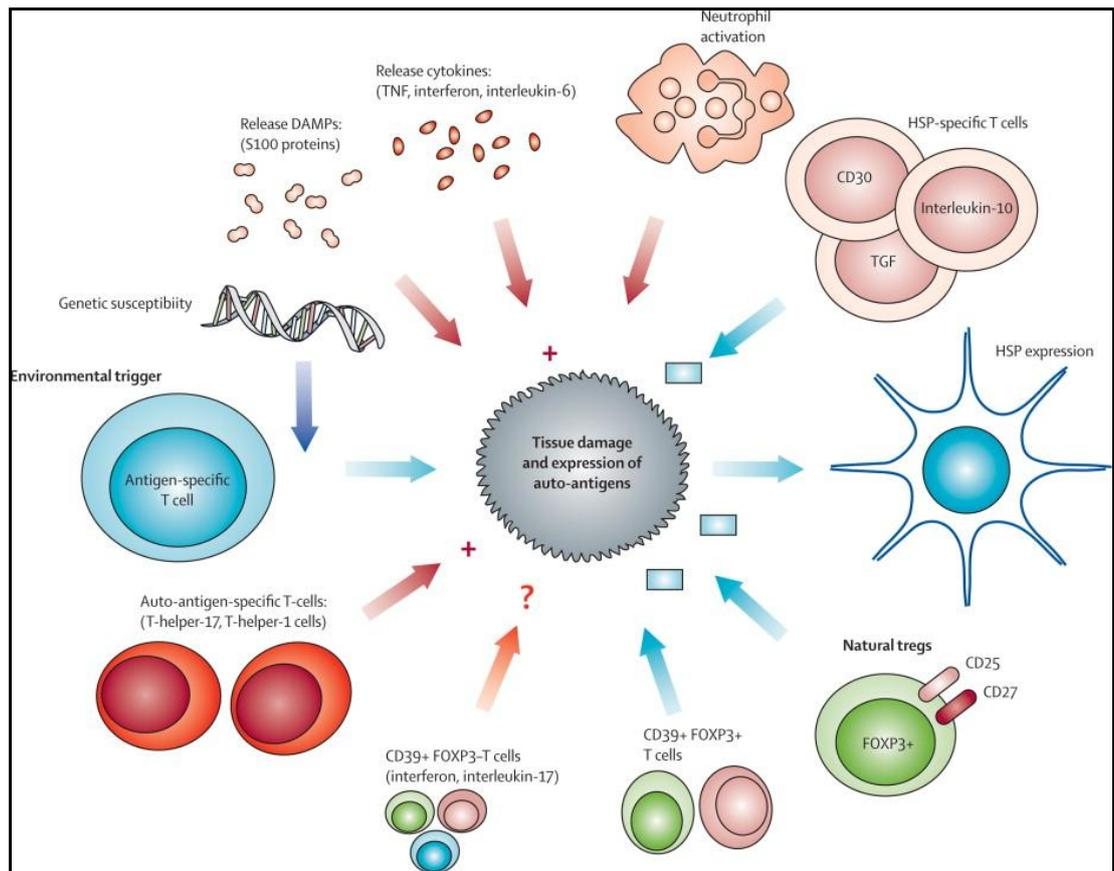 Neutrophil
activation
Release cytokines:
(TNF, interferon, interleukin-6)
Release DAMPs:
(S100 proteins)
HSP-specific T cells
CD30
Interleukin-10
TGF
Genetic susceptibiity
HSP expression
Environmental trigger
+
Tissue damage
and expression of
auto-antigens
Antigen-specific
T cell
+
Auto-antigen-specific T-cells:
(T-helper-17, T-helper-1 cells)
?
Natural tregs
CD25
CD27
FOXP3+
CD39+ FOXP3–T cells
(interferon, interleukin-17)
CD39+ FOXP3+
T cells